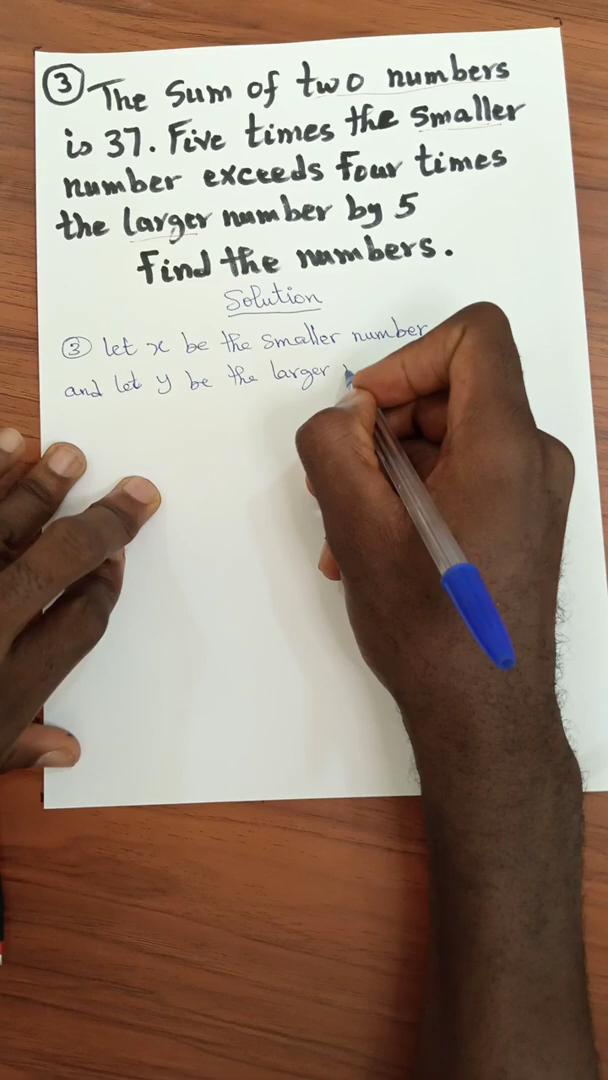 ③ The Sum of two numbers
is 37. Five times the Smaller
number exceeds four times
the larger number by 5
Find the numbers.
Solution
③ let x be the smaller number
and let y be the larger